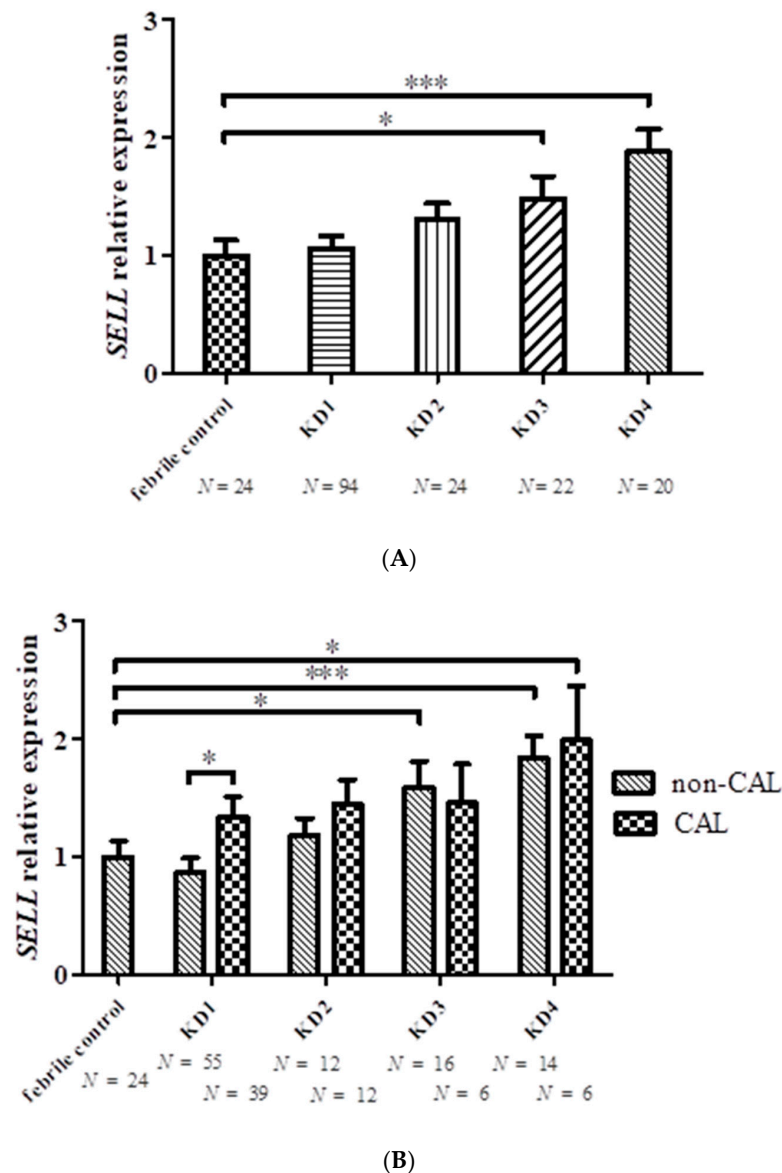 3
***
*
2
SELL relative expression
1
0
febrile control
KD1
KD2
KD3
KD4
N = 24
N = 94
N = 24
N = 22
N = 20
(A)
3
*
***
*
2
*
SELL relative expression
non-CAL
CAL
1
0
febrile control
KD1
KD2
KD3
KD4
N = 55
N = 12
N = 16
N = 14
N = 24
N = 39
N = 12
N = 6
N = 6
(B)